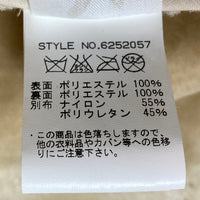 STYLE NO.6252057
表面 ポリエステル 100%
裏面 ポリエステル 100%
別布 ナイロン 55%
ポリウレタン 45%
・この商品は色落ちしますので、
淡色衣料品やカバン等への色移
りにご注意下さい。